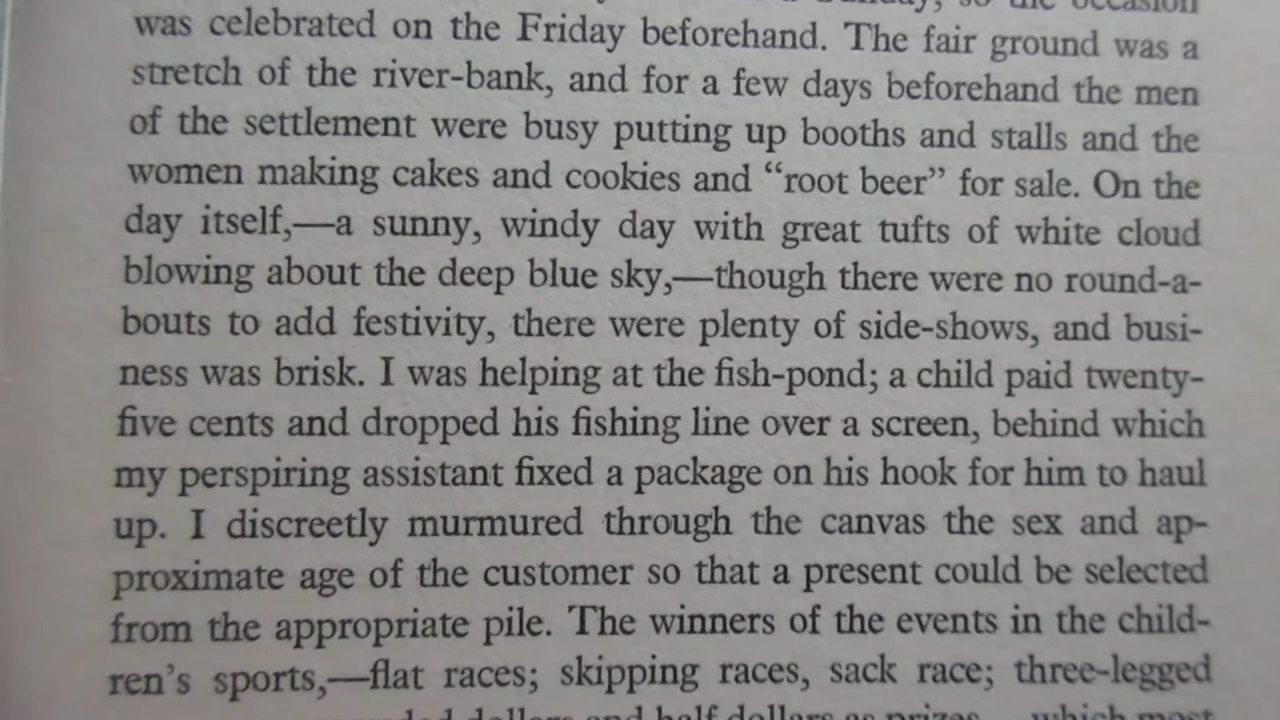 was celebrated on the Friday beforehand. The fair ground was a
stretch of the river-bank, and for a few days beforehand the men
of the settlement were busy putting up booths and stalls and the
women making cakes and cookies and “root beer” for sale. On the
day itself,—a sunny, windy day with great tufts of white cloud
blowing about the deep blue sky,—though there were no round-a-
bouts to add festivity, there were plenty of side-shows, and busi-
ness was brisk. I was helping at the fish-pond; a child paid twenty-
five cents and dropped his fishing line over a screen, behind which
my perspiring assistant fixed a package on his hook for him to haul
up. I discreetly murmured through the canvas the sex and ap-
proximate age of the customer so that a present could be selected
from the appropriate pile. The winners of the events in the child-
ren’s sports,—flat races; skipping races, sack race; three-legged
dollars and half dollars as prizes which most